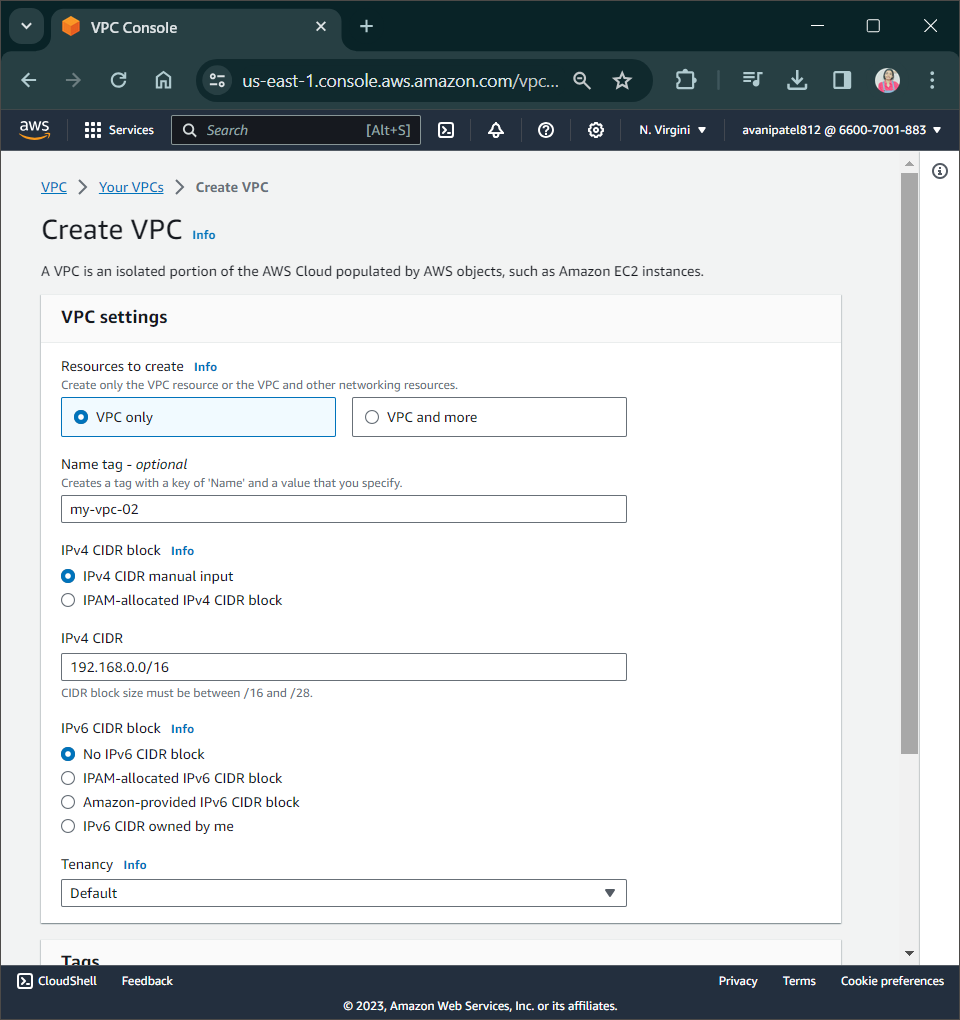 VPC Console
us-east-1.console.aws.amazon.com/vpc...
aws Services Search [Alt+S] N. Virgini avanipatel812 @ 6600-7001-883
VPC Your VPCs Create VPC
Create VPC Info
A VPC is an isolated portion of the AWS Cloud populated by AWS objects, such as Amazon EC2 instances.
VPC settings
Resources to create Info
Create only the VPC resource or the VPC and other networking resources.
VPC only VPC and more
Name tag - optional
Creates a tag with a key of 'Name' and a value that you specify.
my-vpc-02
IPv4 CIDR block Info
IPv4 CIDR manual input
IPAM-allocated IPv4 CIDR block
IPv4 CIDR
192.168.0.0/16
CIDR block size must be between /16 and /28.
IPv6 CIDR block Info
No IPv6 CIDR block
IPAM-allocated IPv6 CIDR block
Amazon-provided IPv6 CIDR block
IPv6 CIDR owned by me
Tenancy Info
Default
Tags
CloudShell Feedback Privacy Terms Cookie preferences
© 2023, Amazon Web Services, Inc. or its affiliates.